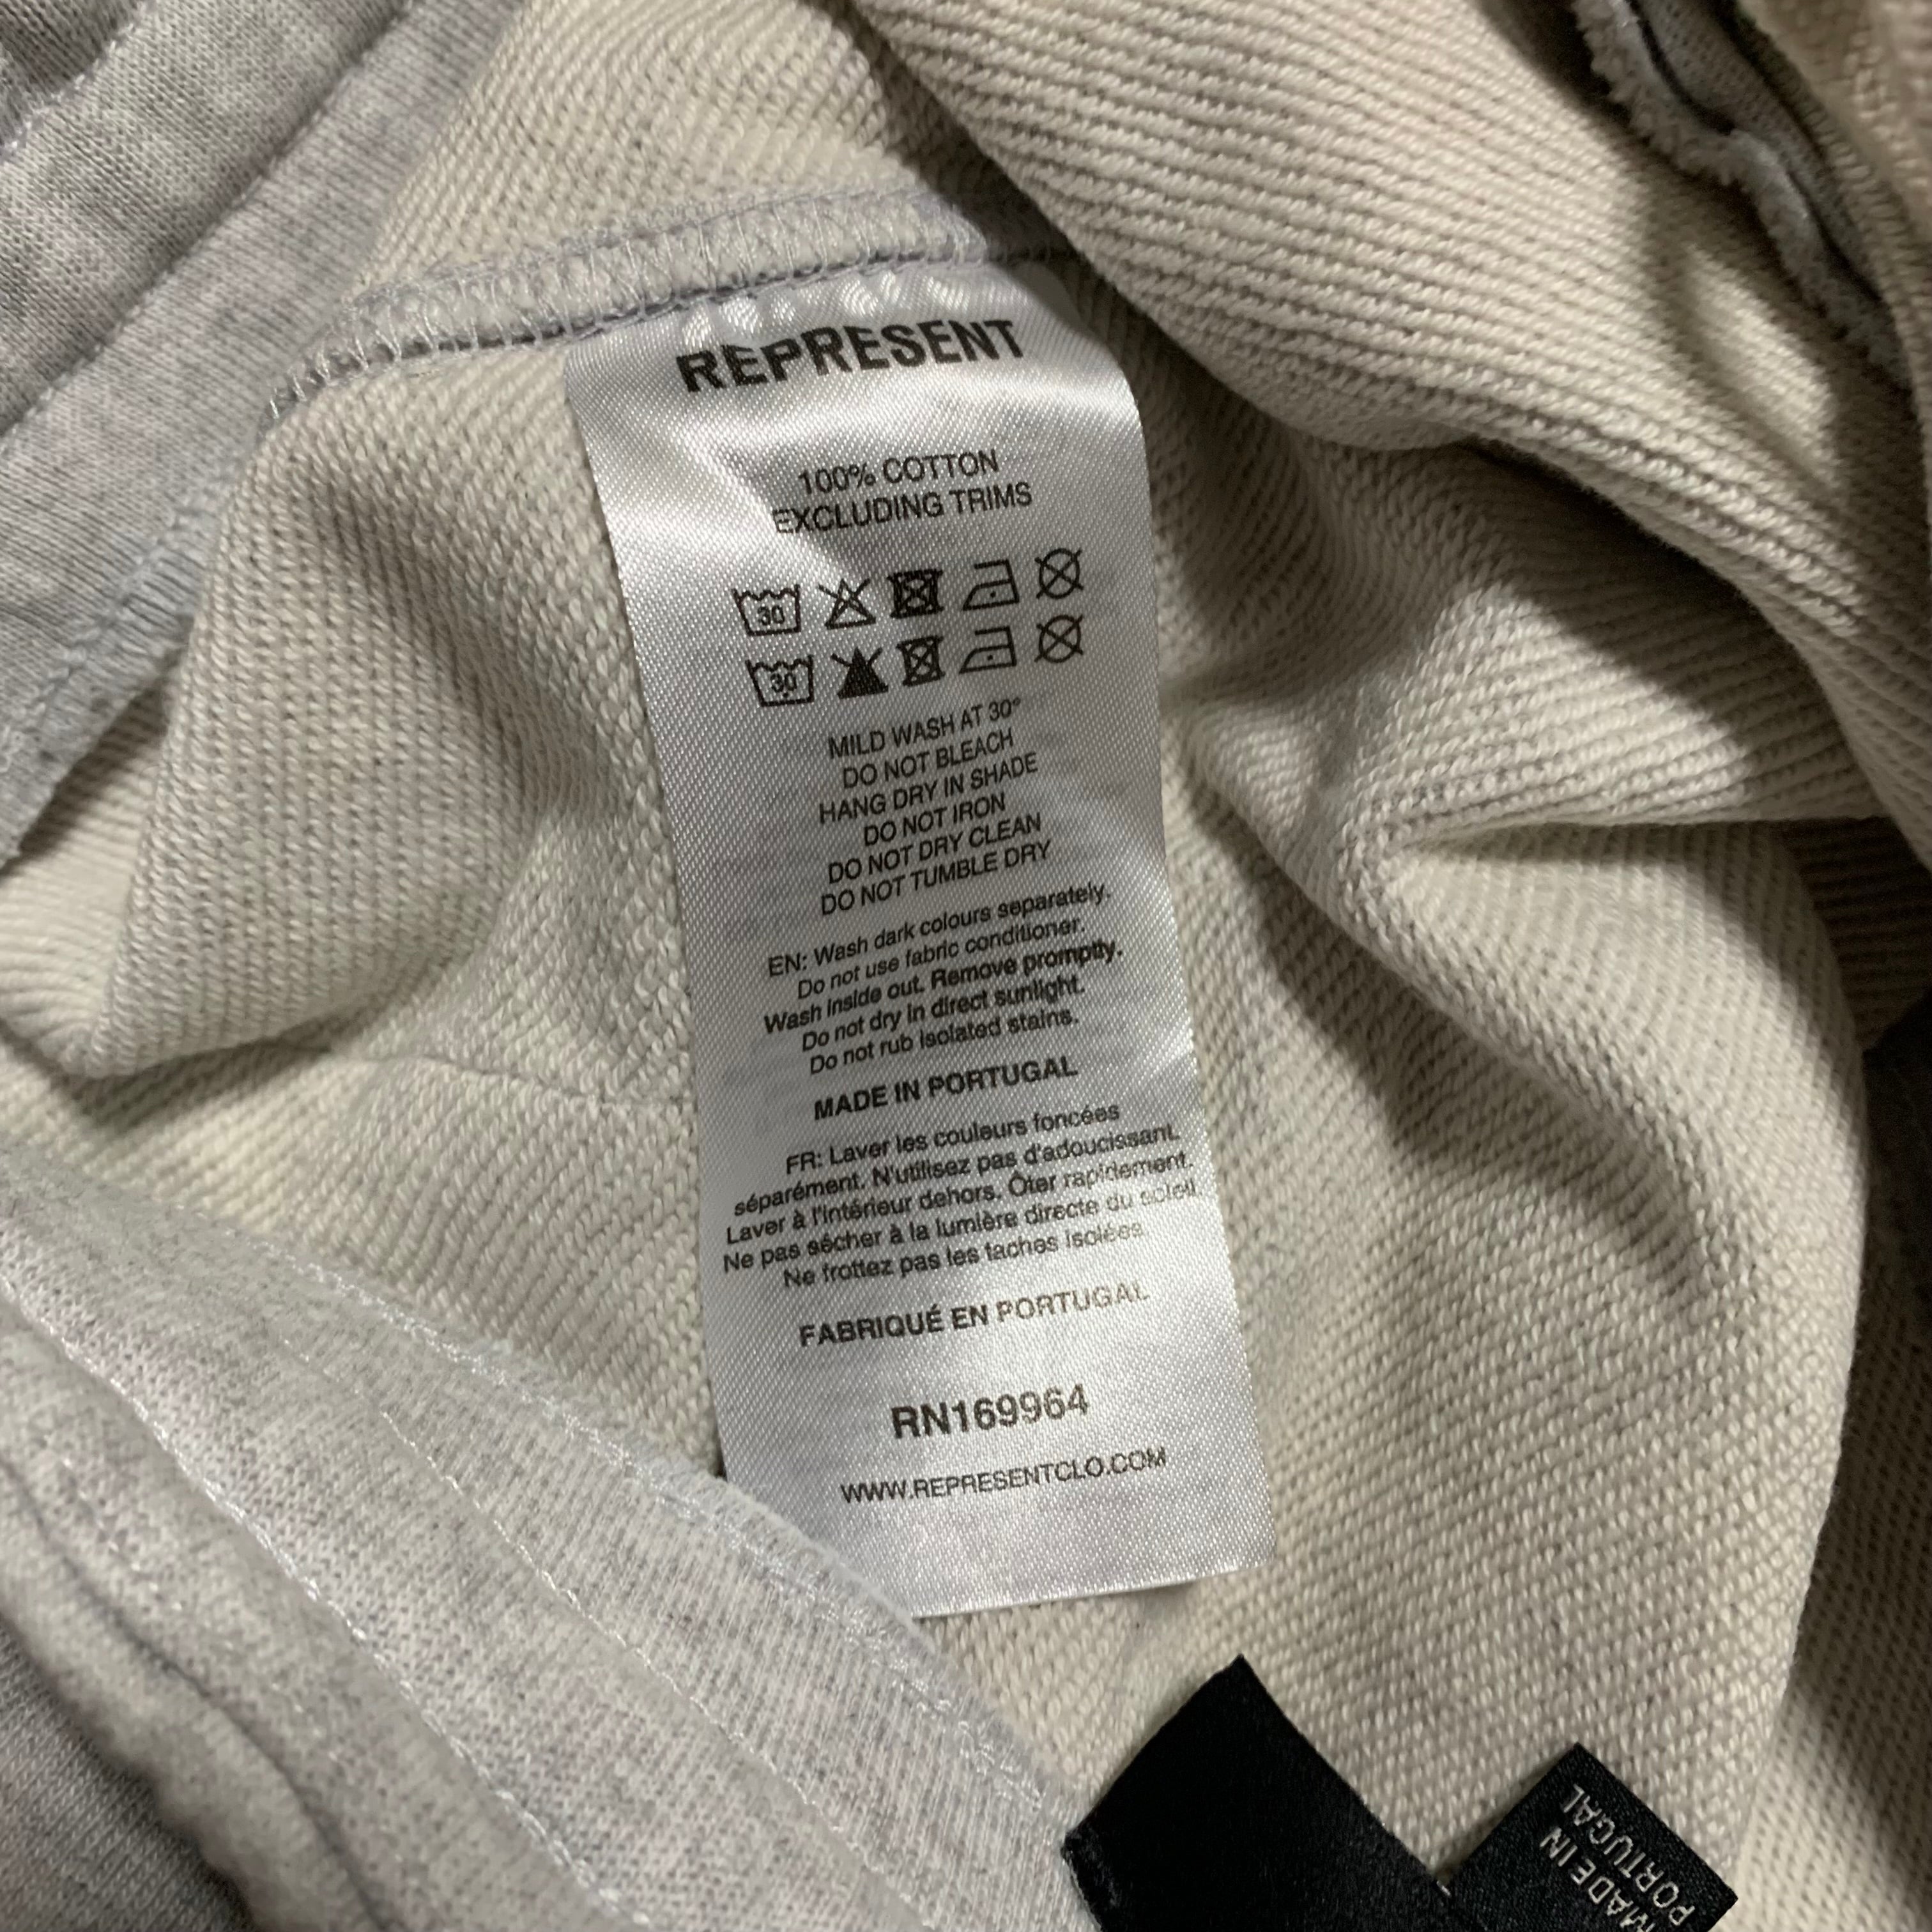 REPRESENT
100% COTTON
EXCLUDING TRIMS
30
30
MILD WASH AT 30°
DO NOT BLEACH
HANG DRY IN SHADE
DO NOT IRON
DO NOT DRY CLEAN
DO NOT TUMBLE DRY
EN: Wash dark colours separately.
Do not use fabric conditioner.
Wash inside out. Remove promptly.
Do not dry in direct sunlight.
Do not rub isolated stains.
MADE IN PORTUGAL
FR: Laver les couleurs foncées
séparément. N'utilisez pas d'adoucissant.
Laver à l'intérieur dehors. Ôter rapidement.
Ne pas sécher à la lumière directe du soleil.
Ne frottez pas les taches isolées.
FABRIQUÉ EN PORTUGAL
RN169964
WWW.REPRESENTCLO.COM
MADE IN
PORTUGAL